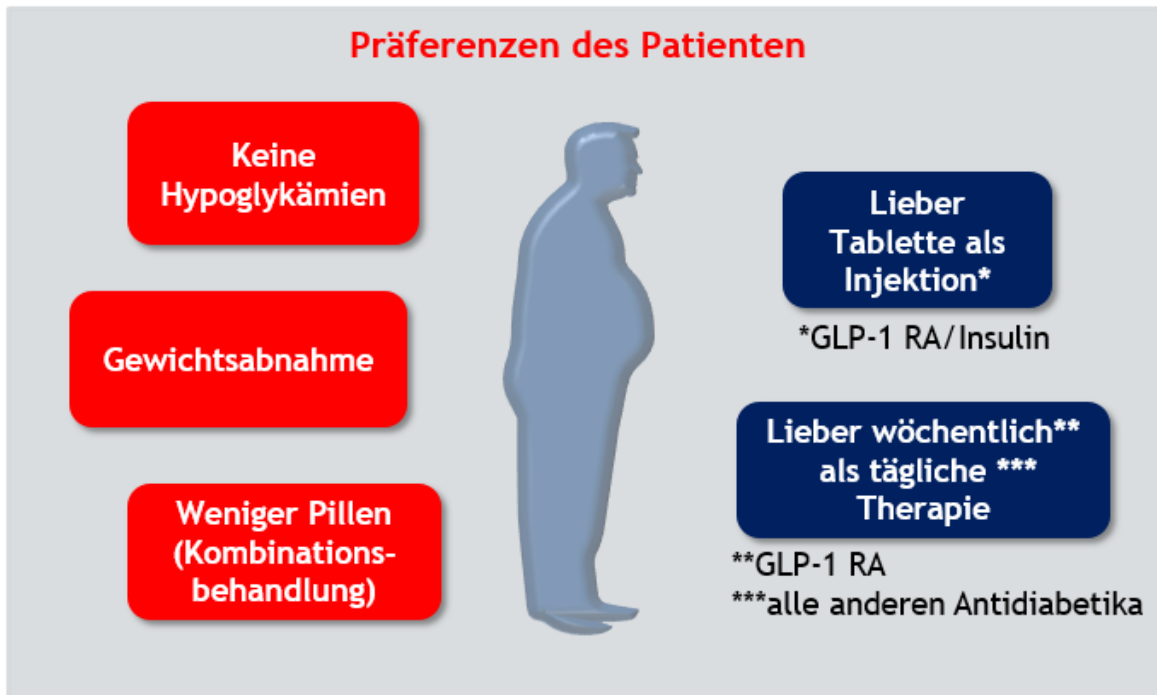 Präferenzen des Patienten
Keine
Hypoglykämien
Gewichtsabnahme
Weniger Pillen
(Kombinations-
behandlung)
Lieber
Tablette als
Injektion*
*GLP-1 RA/Insulin
Lieber wöchentlich**
als tägliche ***
Therapie
**GLP-1 RA
***alle anderen Antidiabetika